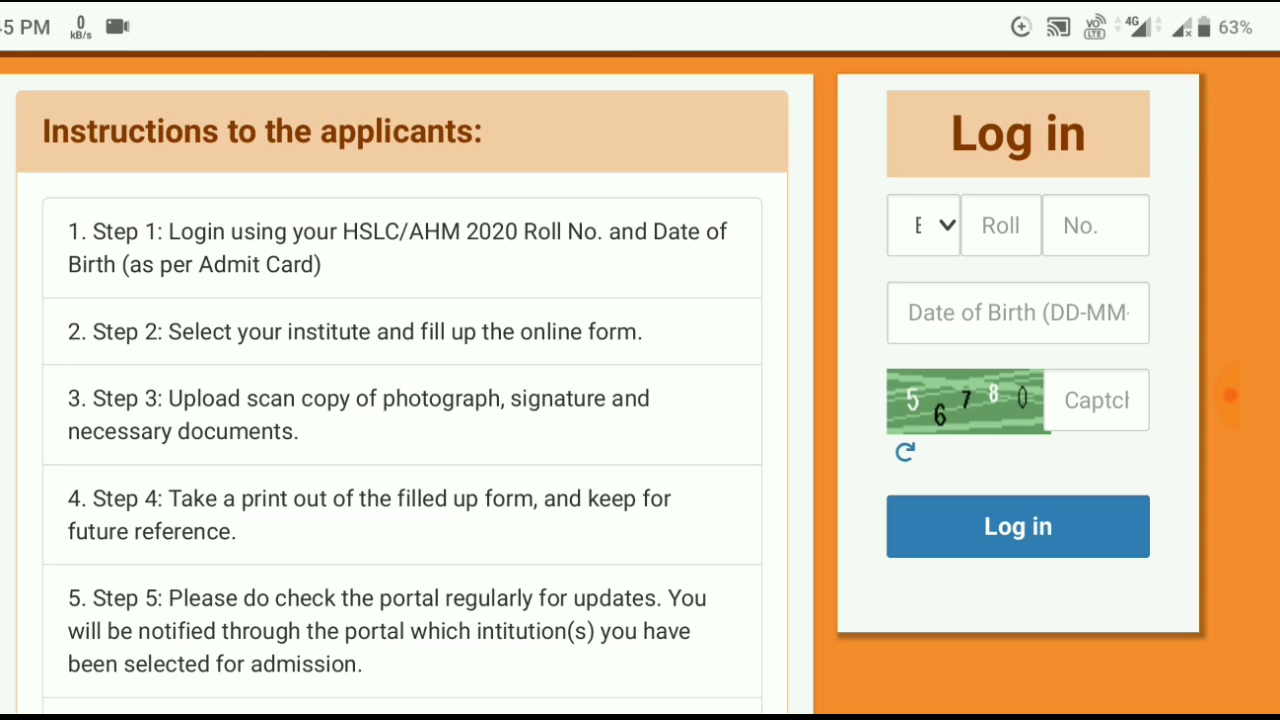 45 PM 0 kB/s VO LTE 4G 63%
Instructions to the applicants:
1. Step 1: Login using your HSLC/AHM 2020 Roll No. and Date of
Birth (as per Admit Card)
2. Step 2: Select your institute and fill up the online form.
3. Step 3: Upload scan copy of photograph, signature and
necessary documents.
4. Step 4: Take a print out of the filled up form, and keep for
future reference.
5. Step 5: Please do check the portal regularly for updates. You
will be notified through the portal which intitution(s) you have
been selected for admission.
Log in
Roll No.
Date of Birth (DD-MM-
5 6 7 8 0
Log in